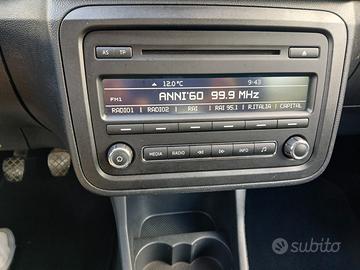 AS TP
12.0°C 9:43
FM1 ANNI'60 99.9 MHz
RADIO1 RADIO2 RAI RAI 95.1 R.ITALIA CAPITAL
MEDIA RADIO INFO
subito